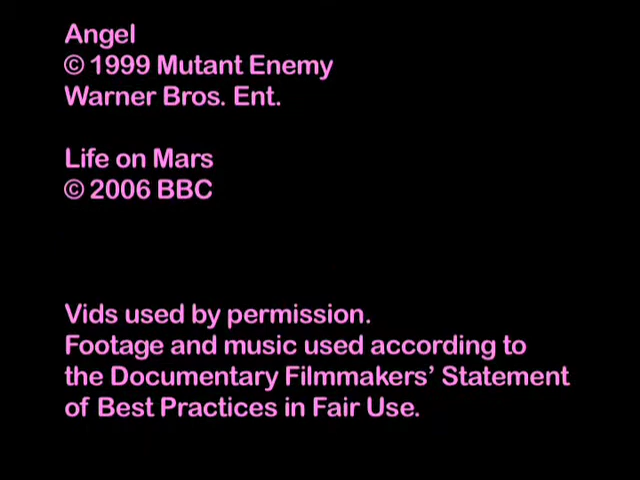 Angel
© 1999 Mutant Enemy
Warner Bros. Ent.
Life on Mars
© 2006 BBC
Vids used by permission.
Footage and music used according to
the Documentary Filmmakers’ Statement
of Best Practices in Fair Use.